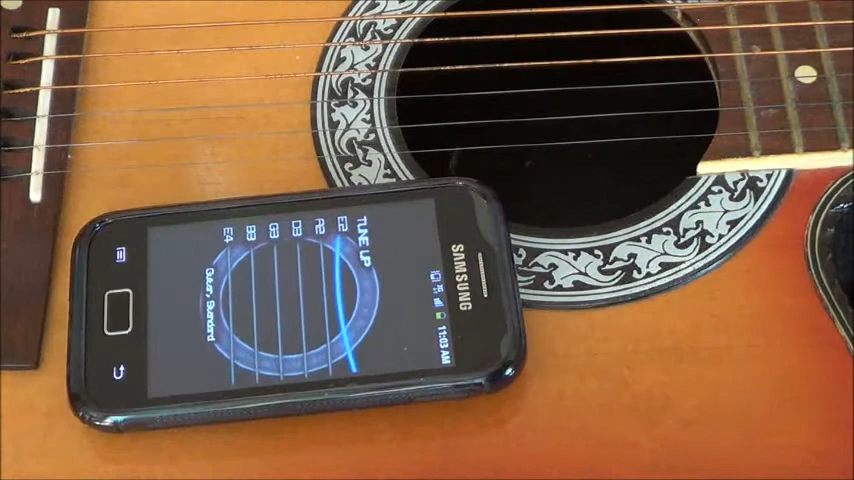 SAMSUNG
11:03 AM
TUNE UP
E2 A2 D3 G3 B3 E4
Guitar, Standard